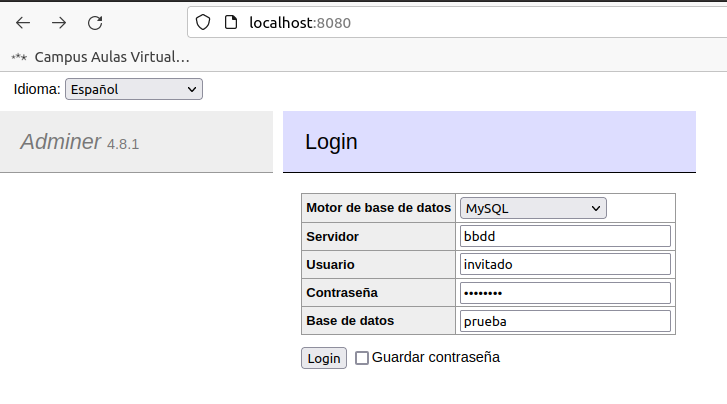 localhost:8080
Campus Aulas Virtual…
Idioma: Español
Adminer 4.8.1
Login
Motor de base de datos MySQL
Servidor bbdd
Usuario invitado
Contraseña ••••••••
Base de datos prueba
Login Guardar contraseña